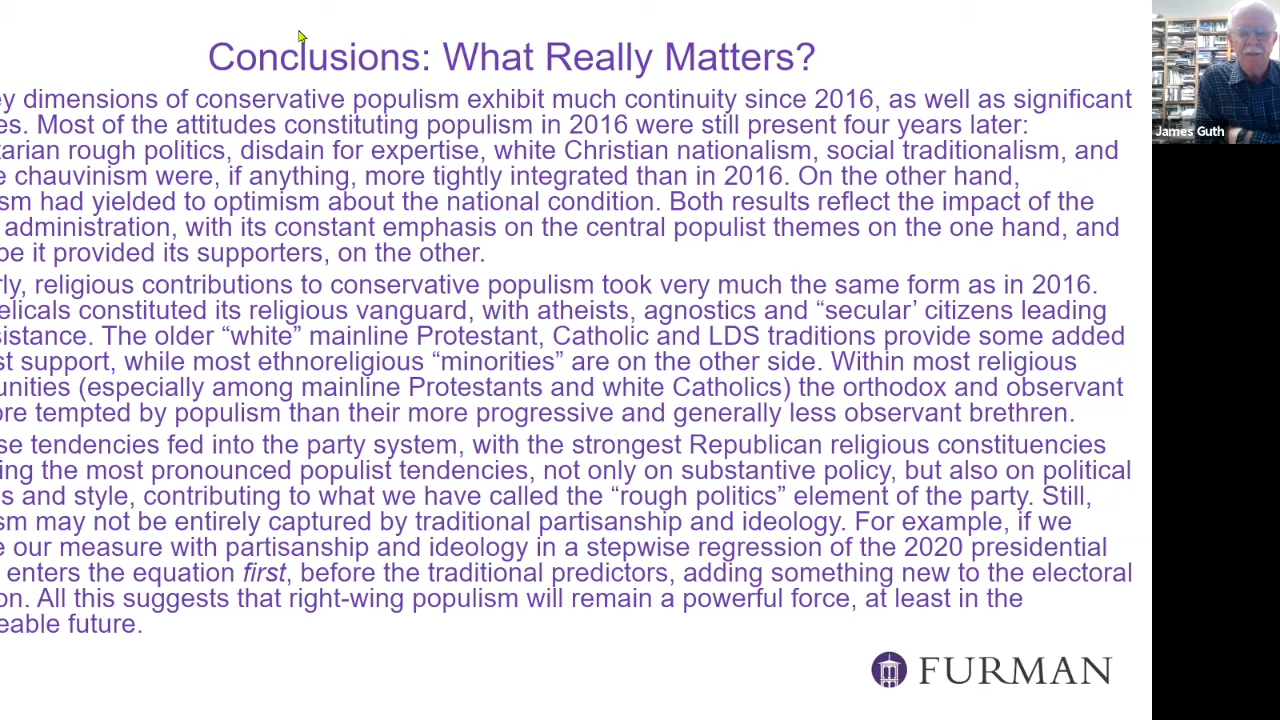 Conclusions: What Really Matters?
ey dimensions of conservative populism exhibit much continuity since 2016, as well as significant
es. Most of the attitudes constituting populism in 2016 were still present four years later:
tarian rough politics, disdain for expertise, white Christian nationalism, social traditionalism, and
e chauvinism were, if anything, more tightly integrated than in 2016. On the other hand,
sm had yielded to optimism about the national condition. Both results reflect the impact of the
administration, with its constant emphasis on the central populist themes on the one hand, and
pe it provided its supporters, on the other.
rly, religious contributions to conservative populism took very much the same form as in 2016.
elicals constituted its religious vanguard, with atheists, agnostics and “secular’ citizens leading
sistance. The older “white” mainline Protestant, Catholic and LDS traditions provide some added
st support, while most ethnoreligious “minorities” are on the other side. Within most religious
unities (especially among mainline Protestants and white Catholics) the orthodox and observant
ore tempted by populism than their more progressive and generally less observant brethren.
se tendencies fed into the party system, with the strongest Republican religious constituencies
ing the most pronounced populist tendencies, not only on substantive policy, but also on political
s and style, contributing to what we have called the “rough politics” element of the party. Still,
sm may not be entirely captured by traditional partisanship and ideology. For example, if we
e our measure with partisanship and ideology in a stepwise regression of the 2020 presidential
enters the equation first, before the traditional predictors, adding something new to the electoral
on. All this suggests that right-wing populism will remain a powerful force, at least in the
eable future.
FURMAN
James Guth